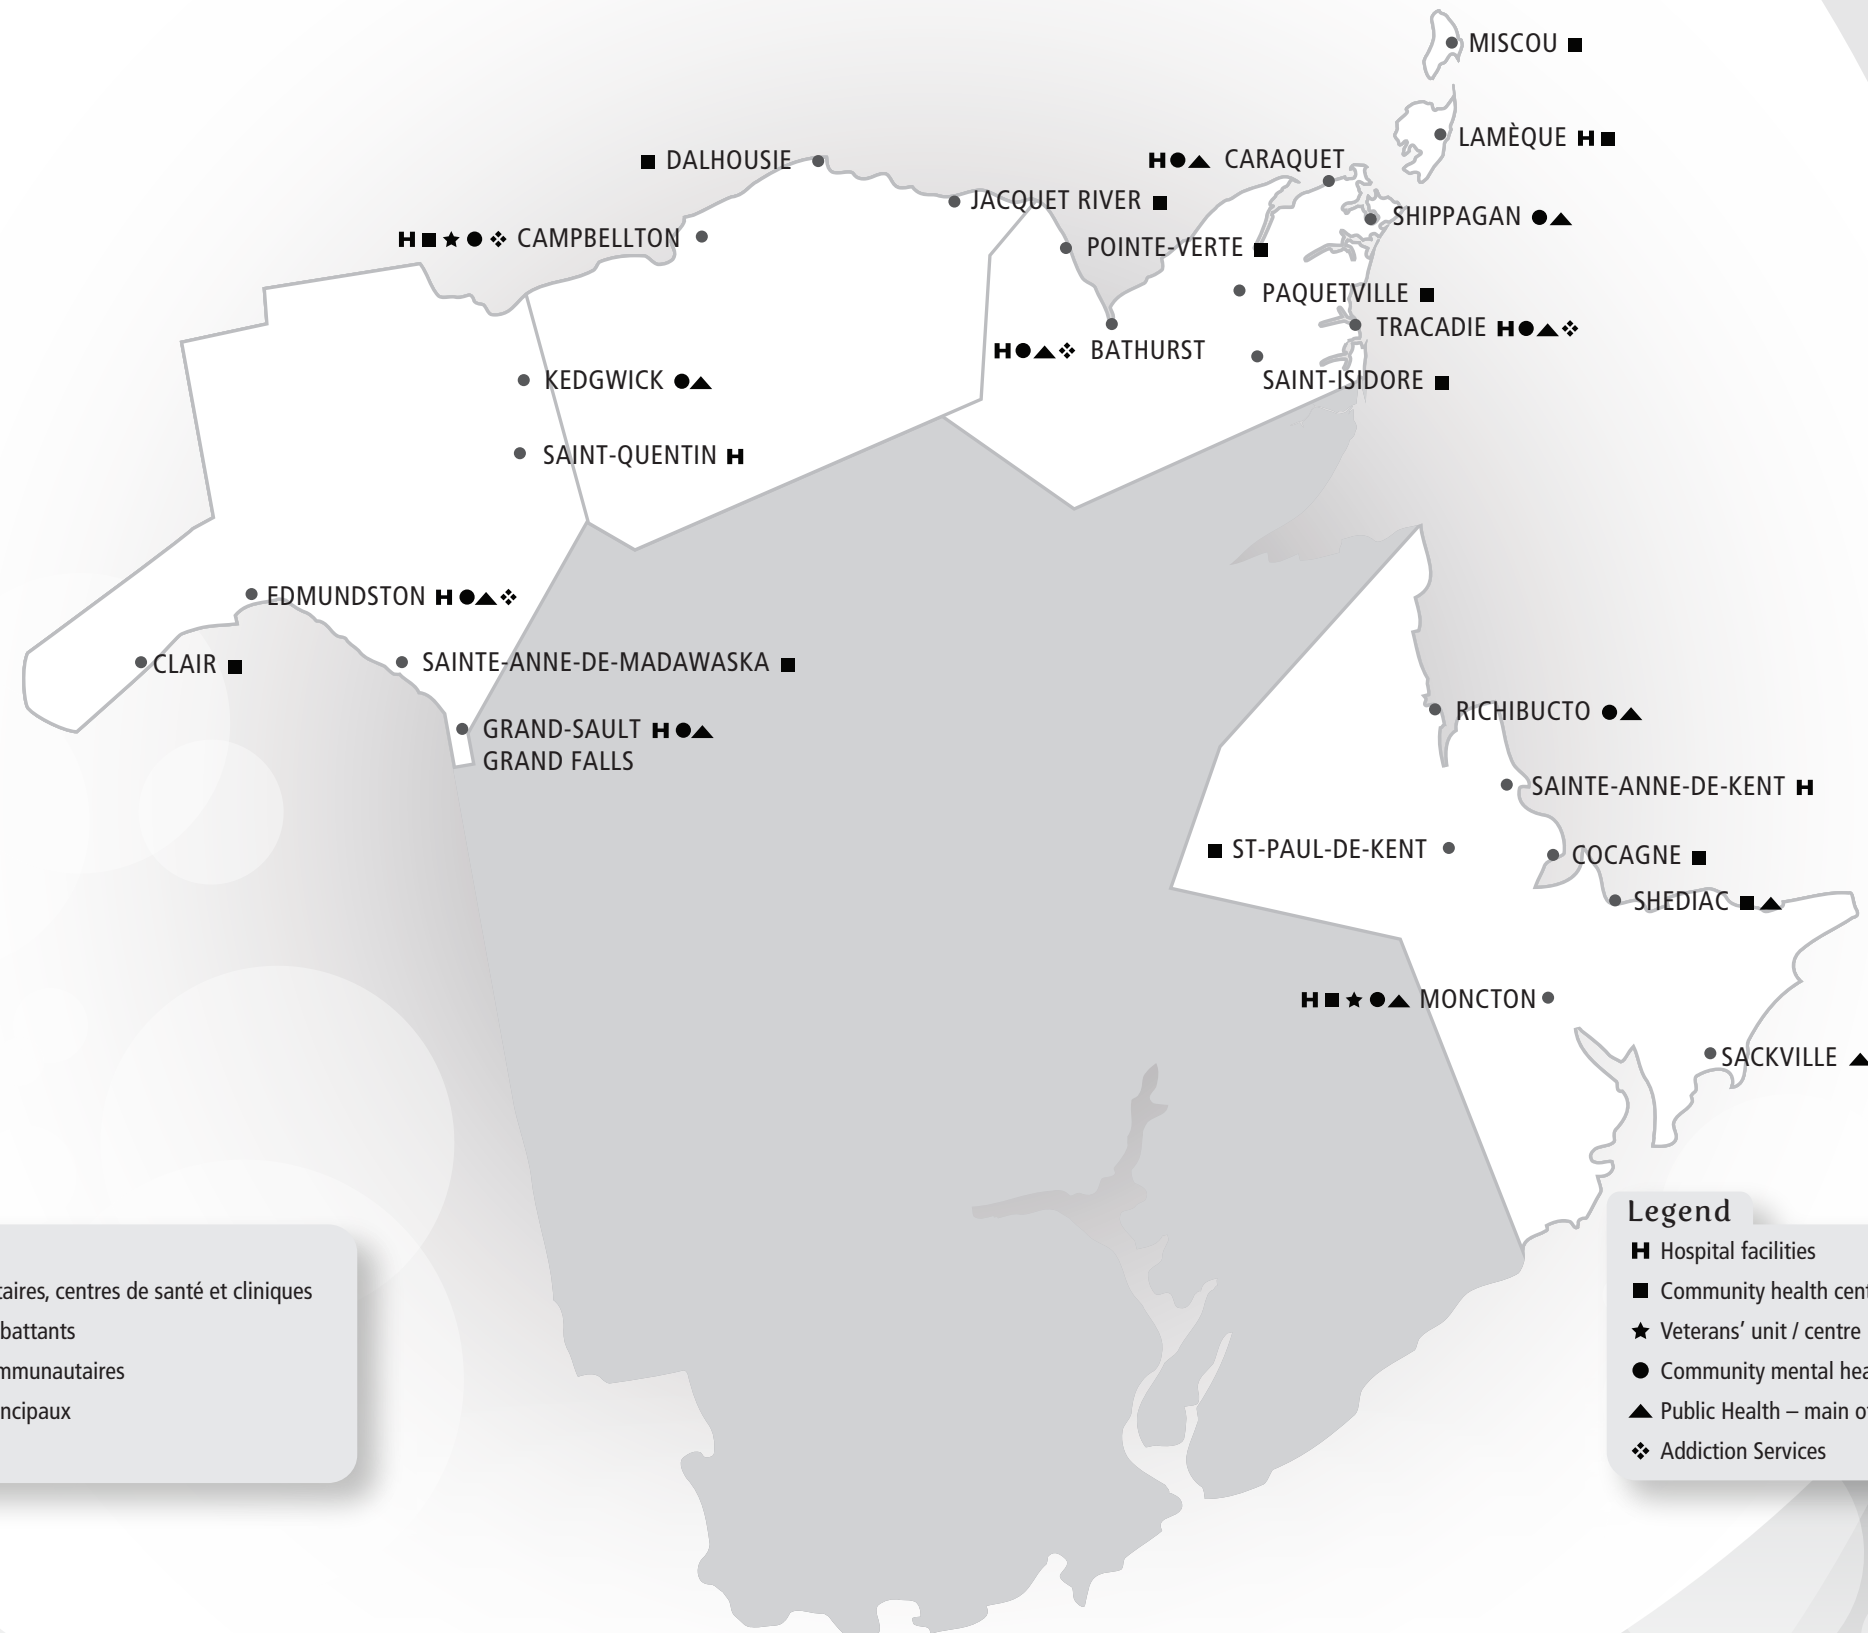 MISCOU ■
LAMÈQUE H ■
■ DALHOUSIE
H ● ▲ CARAQUET
JACQUET RIVER ■
SHIPPAGAN ● ▲
H ■ ★ ● ❖ CAMPBELLTON
POINTE-VERTE ■
PAQUETVILLE ■
TRACADIE H ● ▲ ❖
H ● ▲ ❖ BATHURST
KEDGWICK ● ▲
SAINT-ISIDORE ■
SAINT-QUENTIN H
EDMUNDSTON H ● ▲ ❖
CLAIR ■
SAINTE-ANNE-DE-MADAWASKA ■
RICHIBUCTO ● ▲
GRAND-SAULT H ● ▲
GRAND FALLS
SAINTE-ANNE-DE-KENT H
■ ST-PAUL-DE-KENT
COCAGNE ■
SHEDIAC ■ ▲
H ■ ★ ● ▲ MONCTON
SACKVILLE ▲
taires, centres de santé et cliniques
battants
mmunautaires
ncipaux
Legend
H Hospital facilities
■ Community health cent
★ Veterans' unit / centre
● Community mental hea
▲ Public Health – main o
❖ Addiction Services